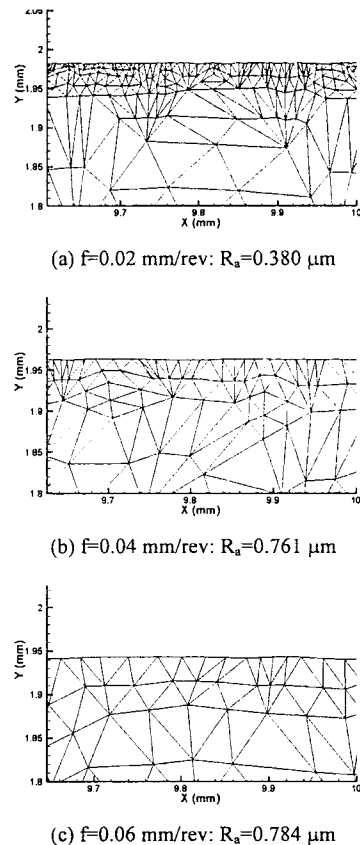 2.05
2
1.95
1.9
1.85
1.8
Y (mm)
9.7 9.8 9.9 10
X (mm)
(a) f=0.02 mm/rev: Rₐ=0.380 μm
2
1.95
1.9
1.85
1.8
Y (mm)
9.7 9.8 9.9 10
X (mm)
(b) f=0.04 mm/rev: Rₐ=0.761 μm
2
1.95
1.9
1.85
1.8
Y (mm)
9.7 9.8 9.9 10
X (mm)
(c) f=0.06 mm/rev: Rₐ=0.784 μm